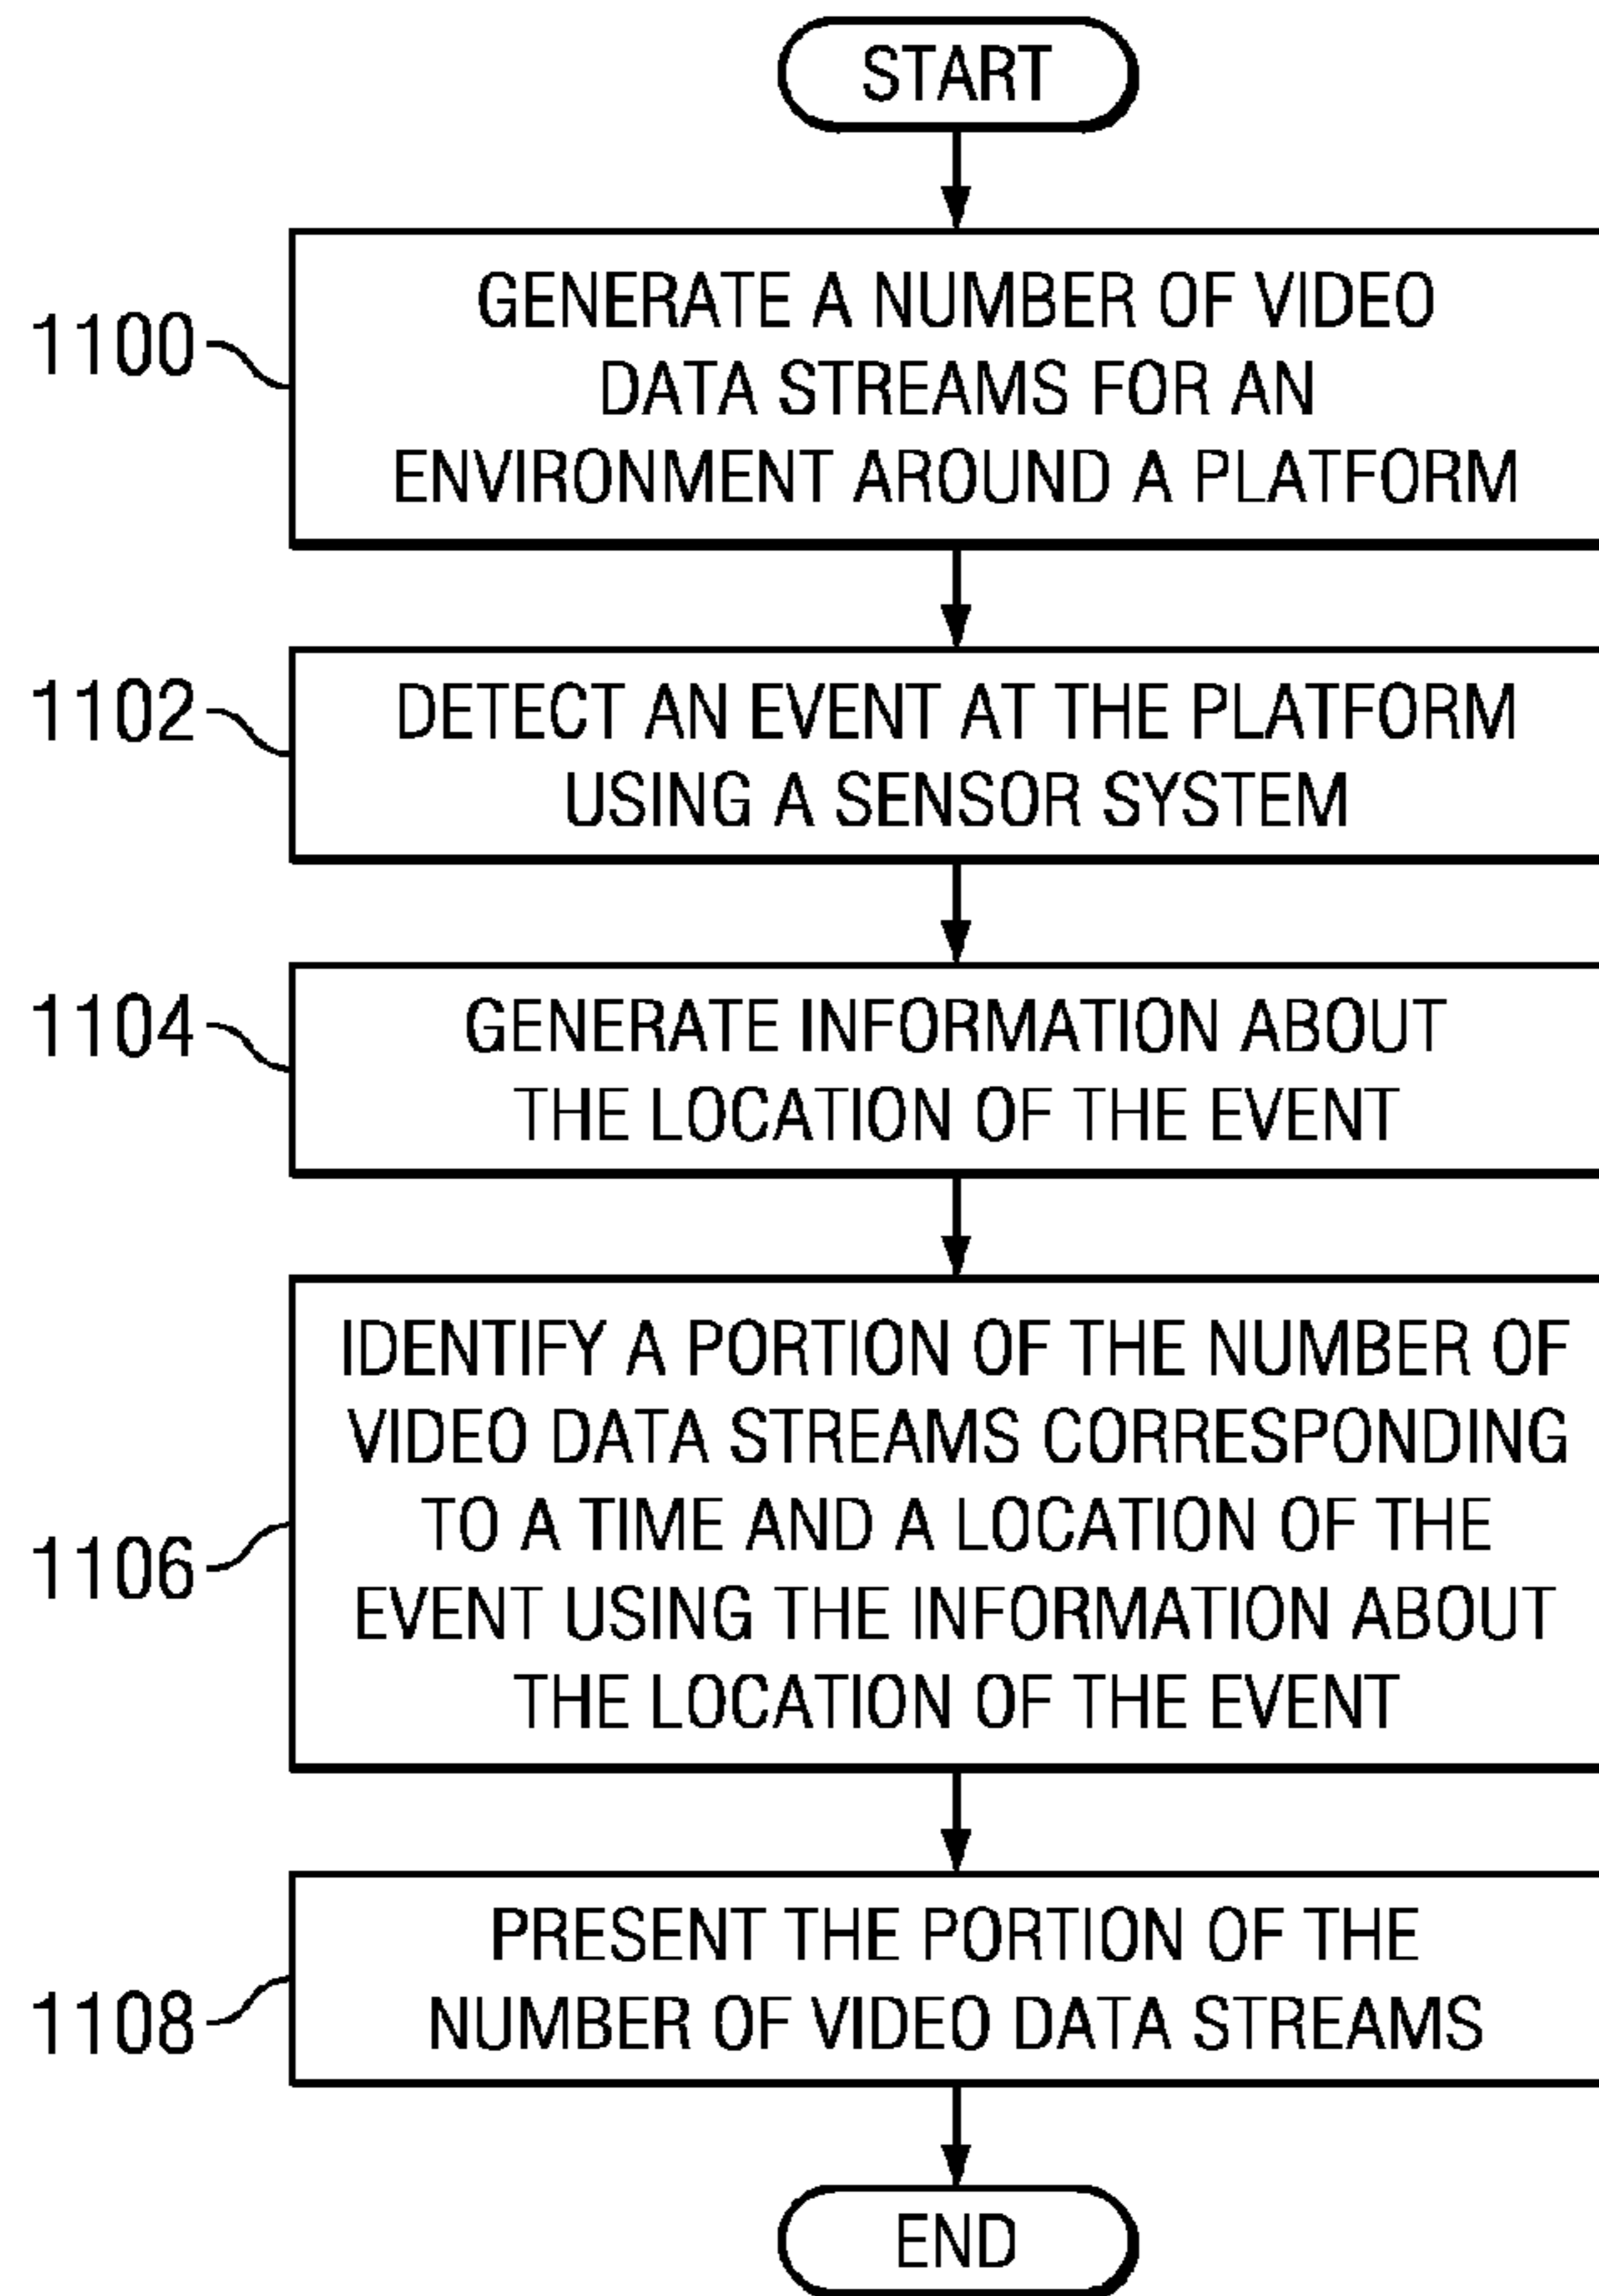 START
1100
GENERATE A NUMBER OF VIDEO
DATA STREAMS FOR AN
ENVIRONMENT AROUND A PLATFORM
1102
DETECT AN EVENT AT THE PLATFORM
USING A SENSOR SYSTEM
1104
GENERATE INFORMATION ABOUT
THE LOCATION OF THE EVENT
1106
IDENTIFY A PORTION OF THE NUMBER OF
VIDEO DATA STREAMS CORRESPONDING
TO A TIME AND A LOCATION OF THE
EVENT USING THE INFORMATION ABOUT
THE LOCATION OF THE EVENT
1108
PRESENT THE PORTION OF THE
NUMBER OF VIDEO DATA STREAMS
END